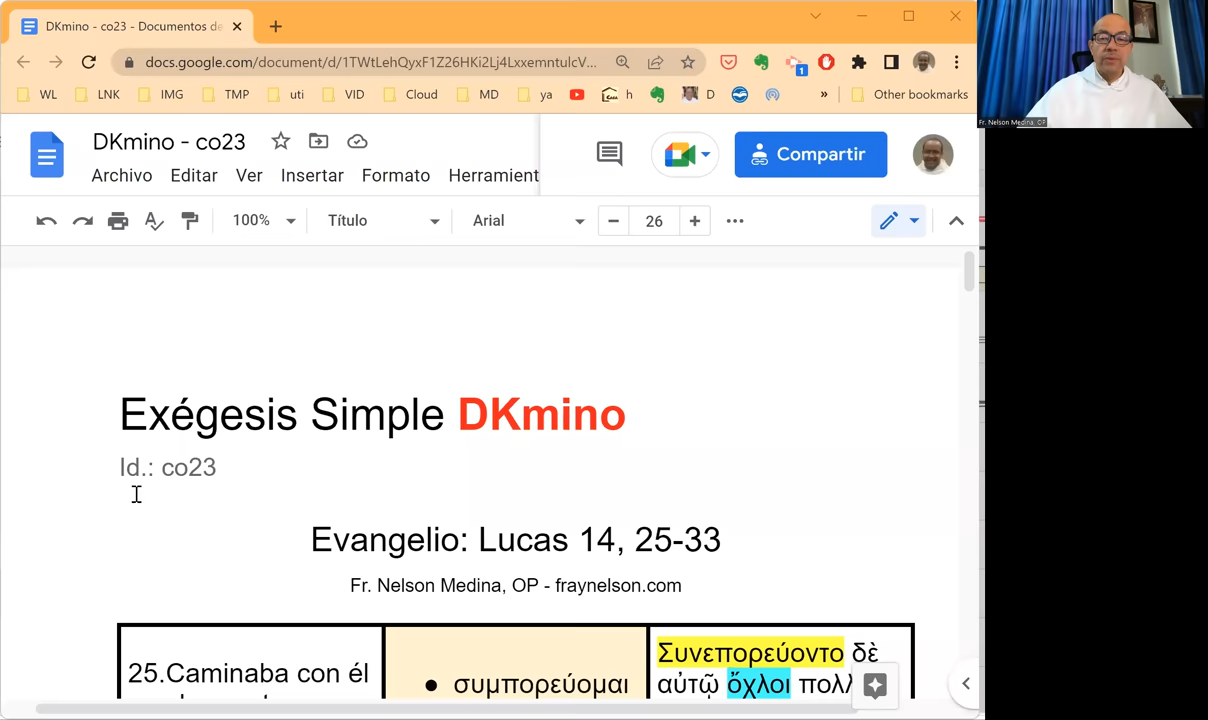 DKmino - co23 - Documentos de
docs.google.com/document/d/1TWtLehQyxF1Z26HKi2Lj4LxxemntulcV...
1
WL LNK IMG TMP uti VID Cloud MD ya h D » Other bookmarks
Fr. Nelson Medina, OP
DKmino - co23
Archivo Editar Ver Insertar Formato Herramient
Compartir
100% Título Arial 26
Exégesis Simple DKmino
Id.: co23
Evangelio: Lucas 14, 25-33
Fr. Nelson Medina, OP - fraynelson.com
25.Caminaba con él
● συμπορεύομαι
Συνεπορεύοντο δὲ
αὐτῷ ὄχλοι πολλ